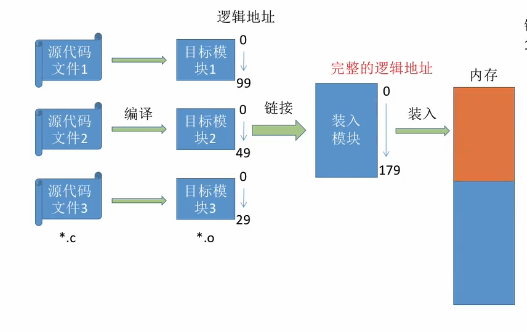 逻辑地址
源代码
文件1
目标模
块1
0
99
源代码
文件2
编译
目标模
块2
0
49
链接
完整的逻辑地址
装入
模块
0
179
装入
内存
源代码
文件3
目标模
块3
0
29
*.c
*.o